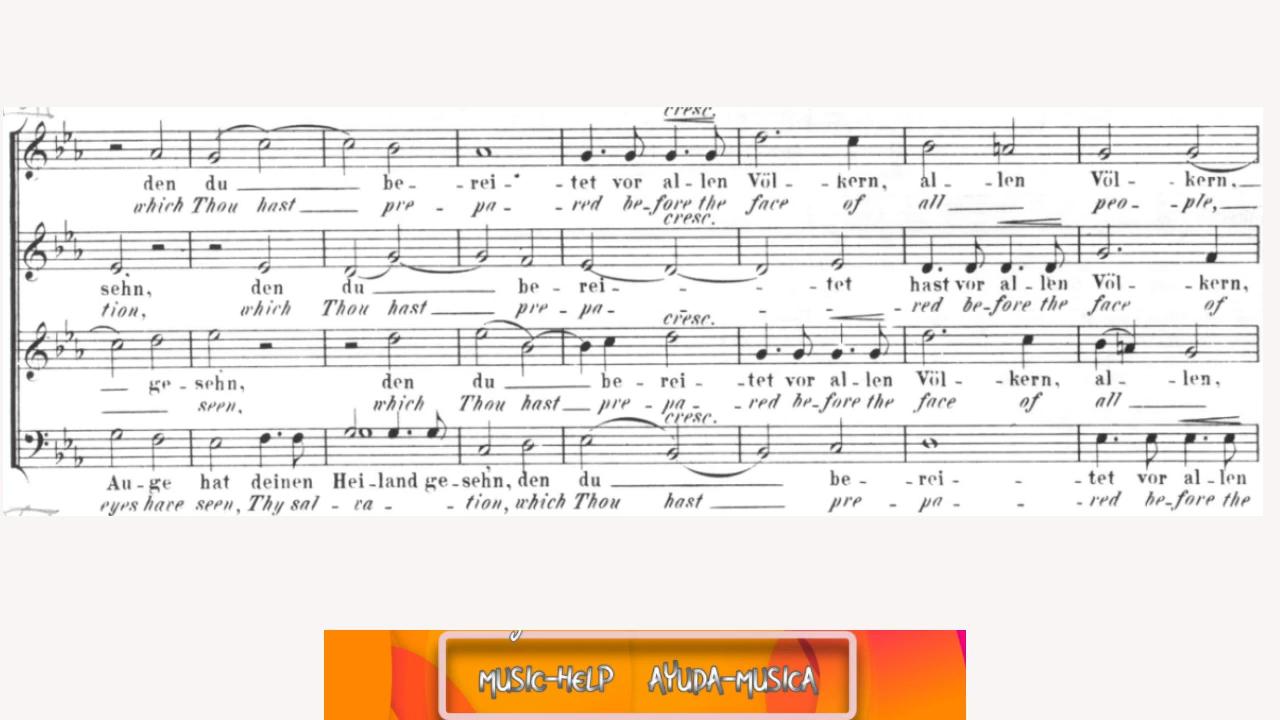 cresc.
den du be - rei - tet vor al - len Völ - kern, al - len Völ - kern,
which Thou hast pre - pa - red be - fore the face of all peo - ple,
cresc.
sehn, den du be - rei - tet hast vor al - len Völ - kern,
tion, which Thou hast pre - pa - red be - fore the face of
cresc.
ge - sehn, den du be - rei - tet vor al - len Völ - kern, al - len,
seen, which Thou hast pre - pa - red be - fore the face of all
cresc.
Au - ge hat deinen Hei - land ge - sehn, den du be - rei - tet vor al - len
eyes have seen, Thy sal - va - tion, which Thou hast pre - pa - red be - fore the
MUSIC-HELP AYUDA-MUSICA